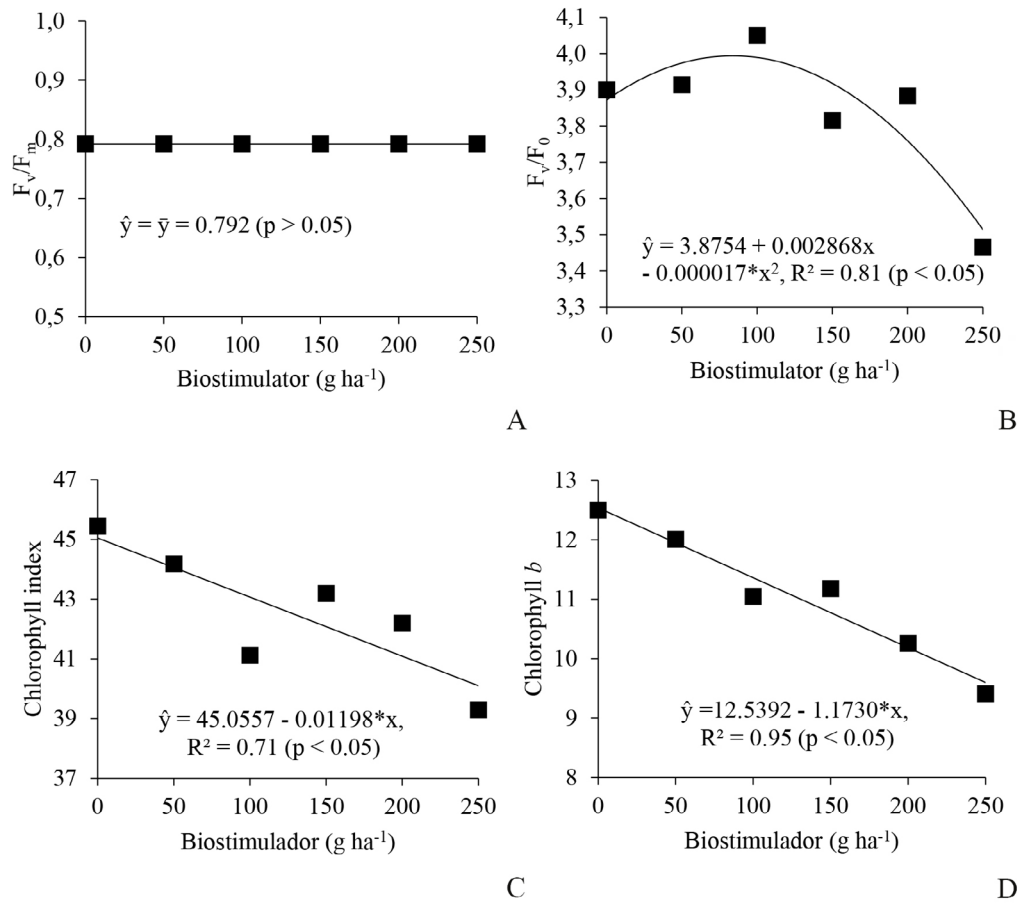 1,0
0,9
0,8
0,7
0,6
0,5
Fv/Fm
ŷ = ȳ = 0.792 (p > 0.05)
0 50 100 150 200 250
Biostimulator (g ha⁻¹)
A
4,1
4,0
3,9
3,8
3,7
3,6
3,5
3,4
3,3
Fv/F0
ŷ = 3.8754 + 0.002868x
- 0.000017*x², R² = 0.81 (p < 0.05)
0 50 100 150 200 250
Biostimulator (g ha⁻¹)
B
47
45
43
41
39
37
Chlorophyll index
ŷ = 45.0557 - 0.01198*x,
R² = 0.71 (p < 0.05)
0 50 100 150 200 250
Biostimulador (g ha⁻¹)
C
13
12
11
10
9
8
Chlorophyll b
ŷ =12.5392 - 1.1730*x,
R² = 0.95 (p < 0.05)
0 50 100 150 200 250
Biostimulador (g ha⁻¹)
D